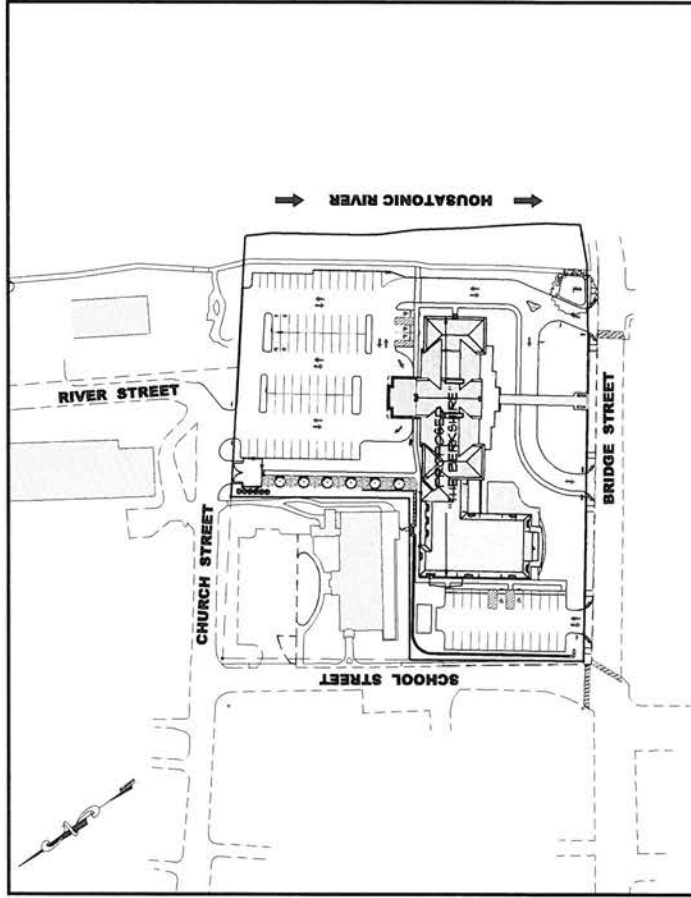 HOUSATONIC RIVER
RIVER STREET
PROPOSED
"THE BERKSHIRE"
BRIDGE STREET
CHURCH STREET
SCHOOL STREET